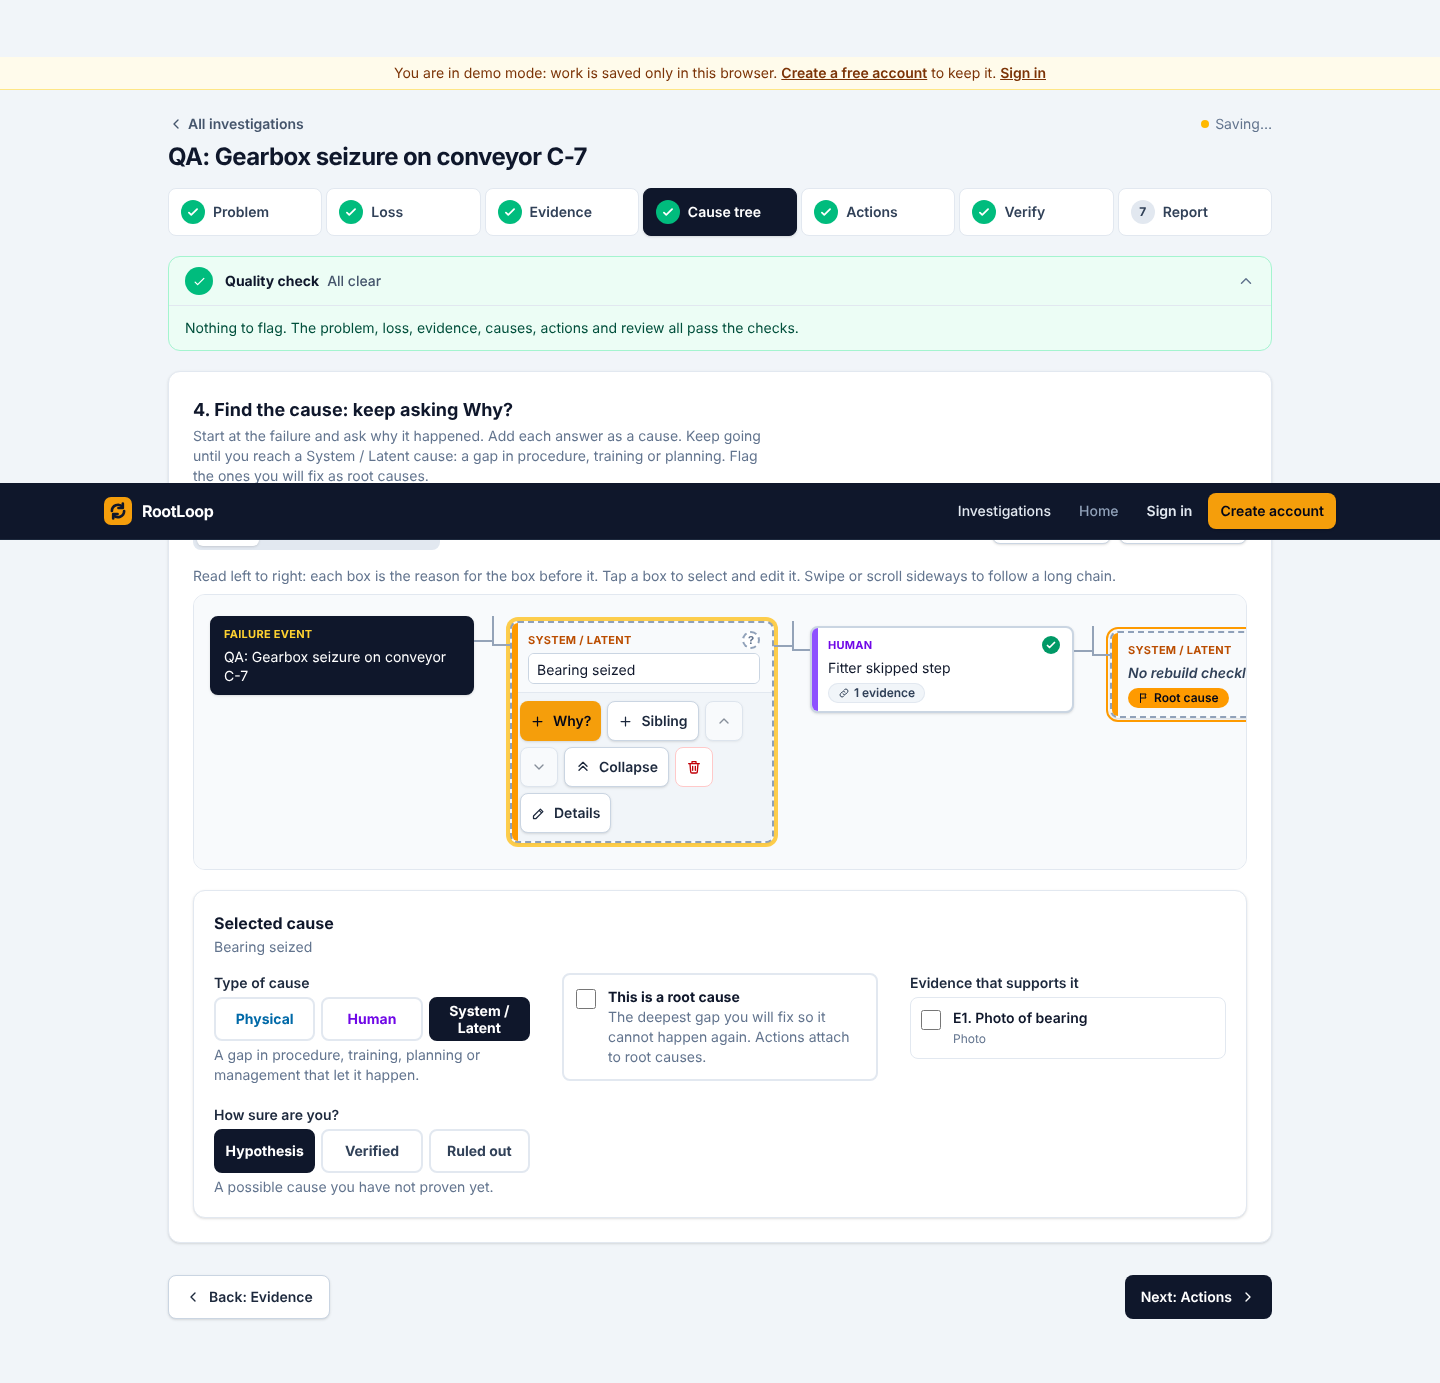 You are in demo mode: work is saved only in this browser. Create a free account to keep it. Sign in
All investigations
Saving...
QA: Gearbox seizure on conveyor C-7
Problem
Loss
Evidence
Cause tree
Actions
Verify
7 Report
Quality check All clear
Nothing to flag. The problem, loss, evidence, causes, actions and review all pass the checks.
4. Find the cause: keep asking Why?
Start at the failure and ask why it happened. Add each answer as a cause. Keep going
until you reach a System / Latent cause: a gap in procedure, training or planning. Flag
the ones you will fix as root causes.
RootLoop
Investigations
Home
Sign in
Create account
Read left to right: each box is the reason for the box before it. Tap a box to select and edit it. Swipe or scroll sideways to follow a long chain.
FAILURE EVENT
QA: Gearbox seizure on conveyor
C-7
SYSTEM / LATENT
?
Bearing seized
Why?
Sibling
Collapse
Details
HUMAN
Fitter skipped step
1 evidence
SYSTEM / LATENT
No rebuild checkl
Root cause
Selected cause
Bearing seized
Type of cause
Physical
Human
System /
Latent
A gap in procedure, training, planning or
management that let it happen.
How sure are you?
Hypothesis
Verified
Ruled out
A possible cause you have not proven yet.
This is a root cause
The deepest gap you will fix so it
cannot happen again. Actions attach
to root causes.
Evidence that supports it
E1. Photo of bearing
Photo
Back: Evidence
Next: Actions